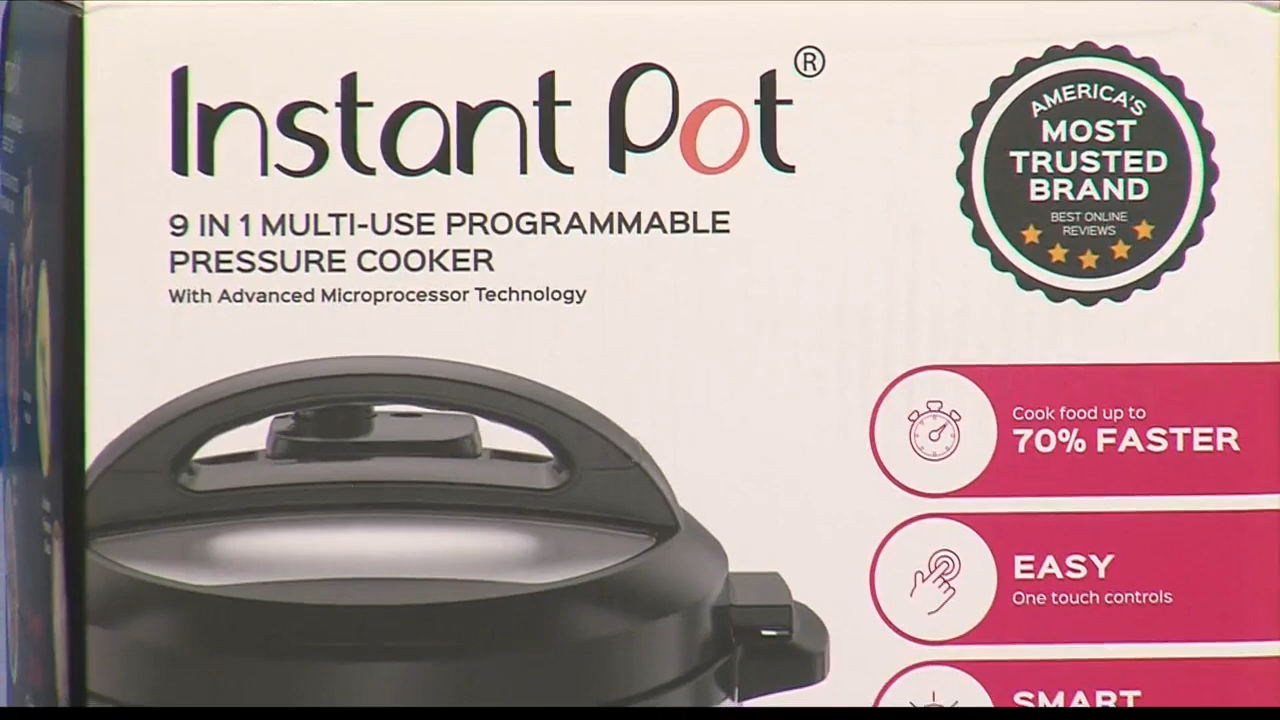 Instant Pot®
9 IN 1 MULTI-USE PROGRAMMABLE
PRESSURE COOKER
With Advanced Microprocessor Technology
AMERICA'S
MOST
TRUSTED
BRAND
BEST ONLINE
REVIEWS
Cook food up to
70% FASTER
EASY
One touch controls
SMART